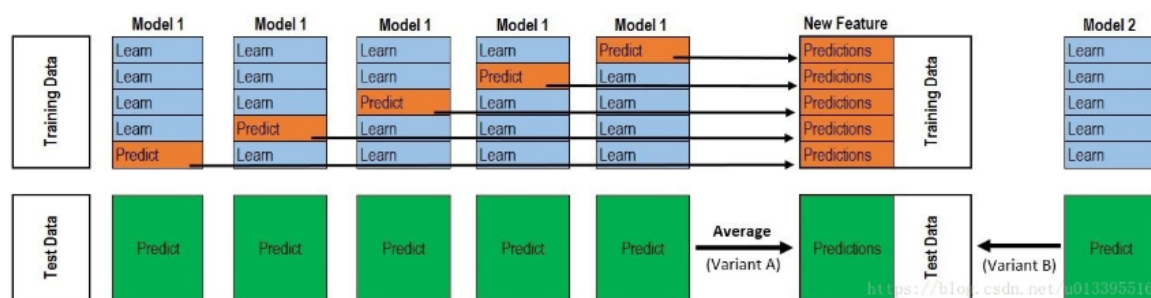 Model 1 Model 1 Model 1 Model 1 Model 1 New Feature Model 2
Training Data
Learn Learn Learn Learn Predict Predictions Learn
Learn Learn Learn Predict Learn Predictions Learn
Learn Learn Predict Learn Learn Predictions Learn
Learn Predict Learn Learn Learn Predictions Learn
Predict Learn Learn Learn Learn Predictions Learn
Training Data
Test Data
Predict Predict Predict Predict Predict
Average
(Variant A)
Predictions
Test Data
(Variant B)
Predict
https://blog.csdn.net/u013395516